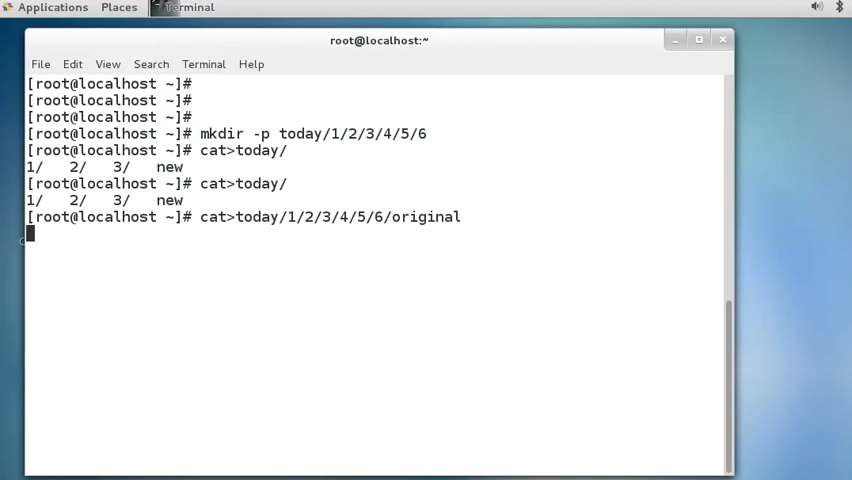 Applications Places Terminal
root@localhost:~
File Edit View Search Terminal Help
[root@localhost ~]#
[root@localhost ~]#
[root@localhost ~]#
[root@localhost ~]# mkdir -p today/1/2/3/4/5/6
[root@localhost ~]# cat>today/
1/ 2/ 3/ new
[root@localhost ~]# cat>today/
1/ 2/ 3/ new
[root@localhost ~]# cat>today/1/2/3/4/5/6/original